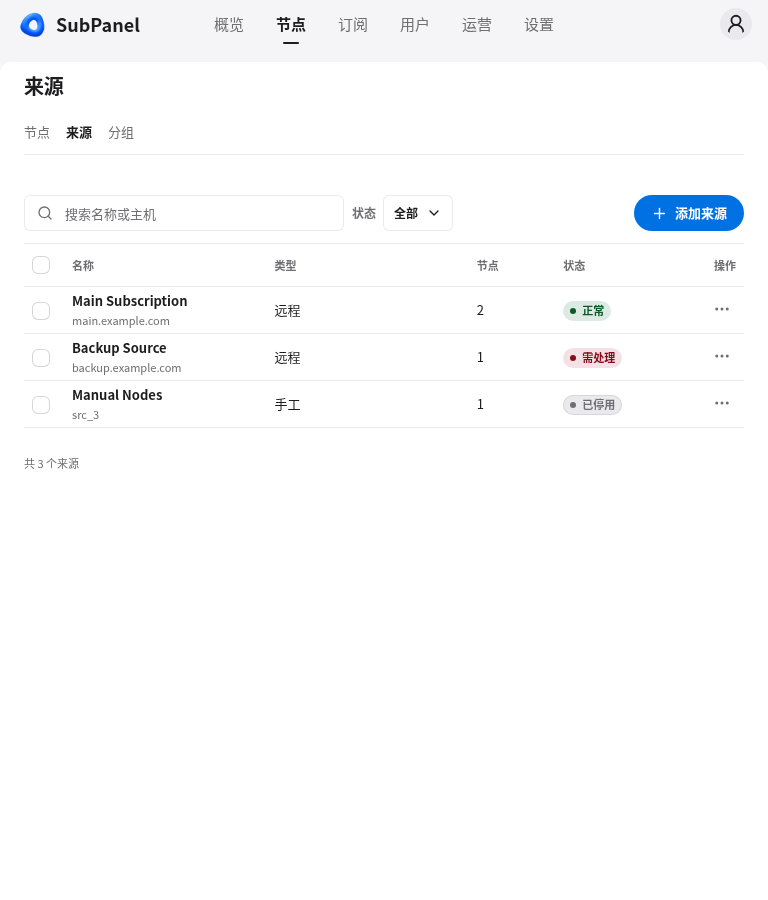 SubPanel 概览 节点 订阅 用户 运营 设置
来源
节点 来源 分组
搜索名称或主机 状态 全部 添加来源
名称 类型 节点 状态 操作
Main Subscription
main.example.com
远程 2 正常
Backup Source
backup.example.com
远程 1 需处理
Manual Nodes
src_3
手工 1 已停用
共 3 个来源